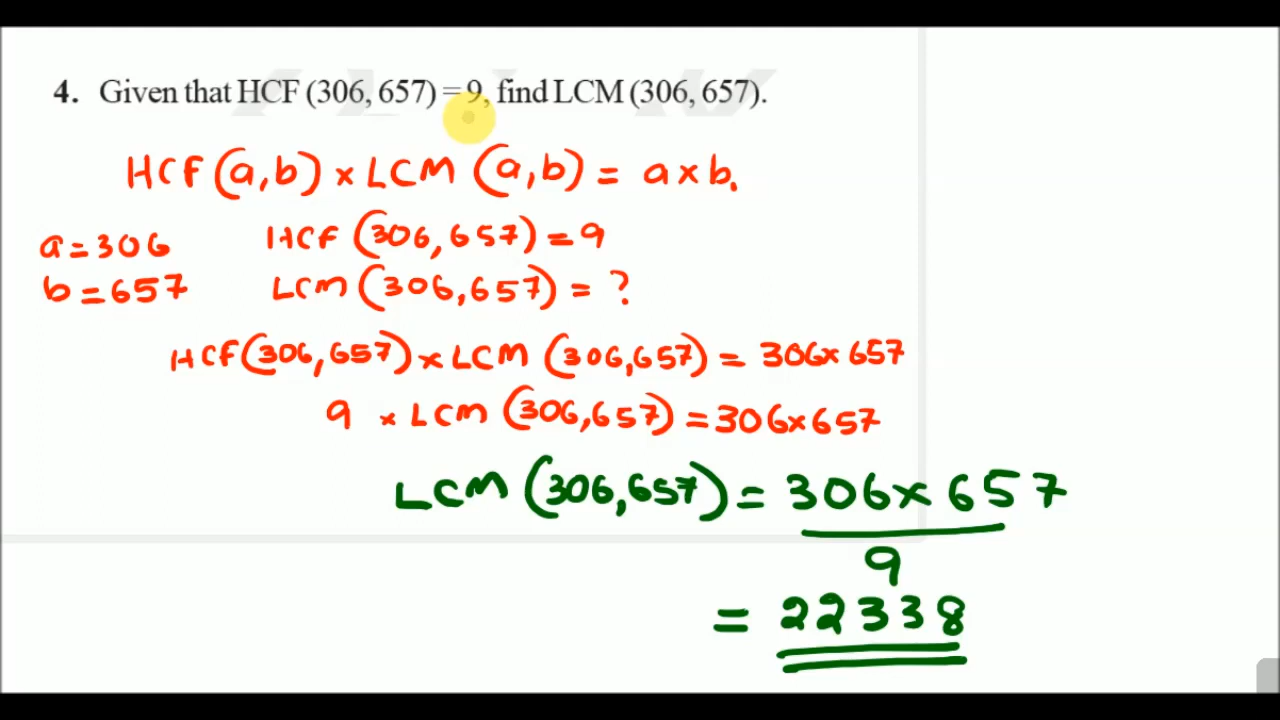 4. Given that HCF (306, 657) = 9, find LCM (306, 657).
HCF (a,b) × LCM (a,b) = a × b.
a = 306 HCF (306,657) = 9
b = 657 LCM (306,657) = ?
HCF(306,657) × LCM (306,657) = 306×657
9 × LCM (306,657) = 306×657
LCM (306,657) = 306 × 657
9
= 22338